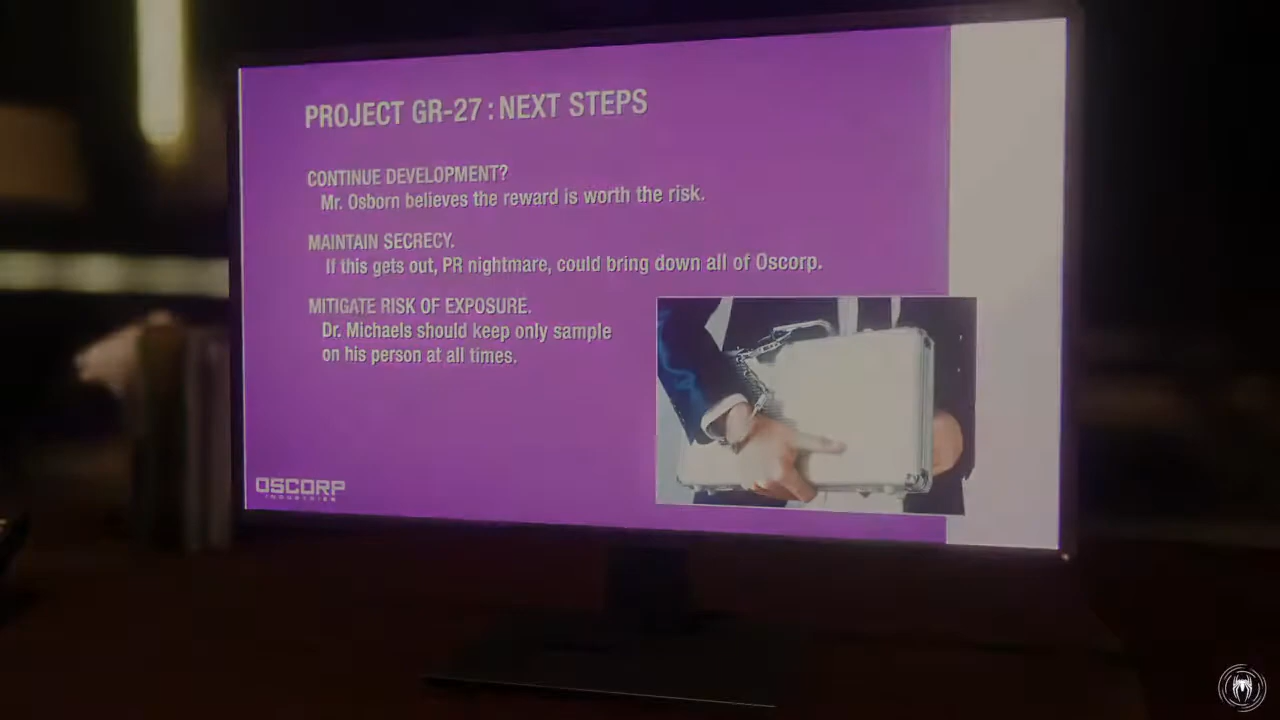 PROJECT GR-27 : NEXT STEPS
CONTINUE DEVELOPMENT?
Mr. Osborn believes the reward is worth the risk.
MAINTAIN SECRECY.
If this gets out, PR nightmare, could bring down all of Oscorp.
MITIGATE RISK OF EXPOSURE.
Dr. Michaels should keep only sample
on his person at all times.
OSCORP
INDUSTRIES